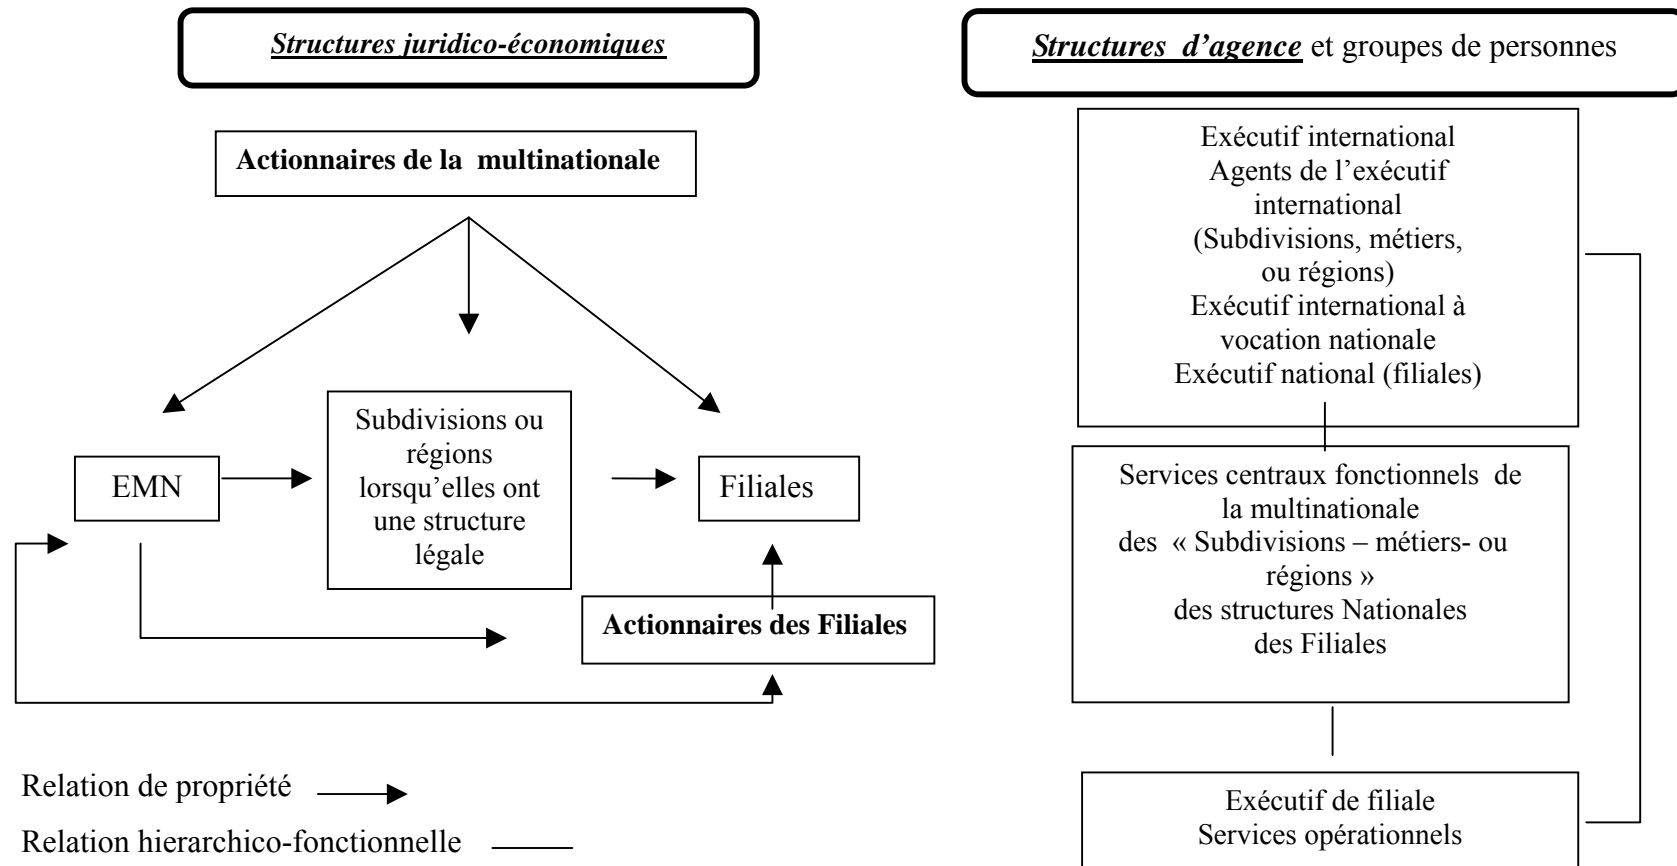 Structures juridico-économiques
Actionnaires de la multinationale
EMN
Subdivisions ou
régions
lorsqu’elles ont
une structure
légale
Filiales
Actionnaires des Filiales
Relation de propriété
Relation hierarchico-fonctionnelle
Structures d’agence et groupes de personnes
Exécutif international
Agents de l’exécutif
international
(Subdivisions, métiers,
ou régions)
Exécutif international à
vocation nationale
Exécutif national (filiales)
Services centraux fonctionnels de
la multinationale
des « Subdivisions – métiers- ou
régions »
des structures Nationales
des Filiales
Exécutif de filiale
Services opérationnels